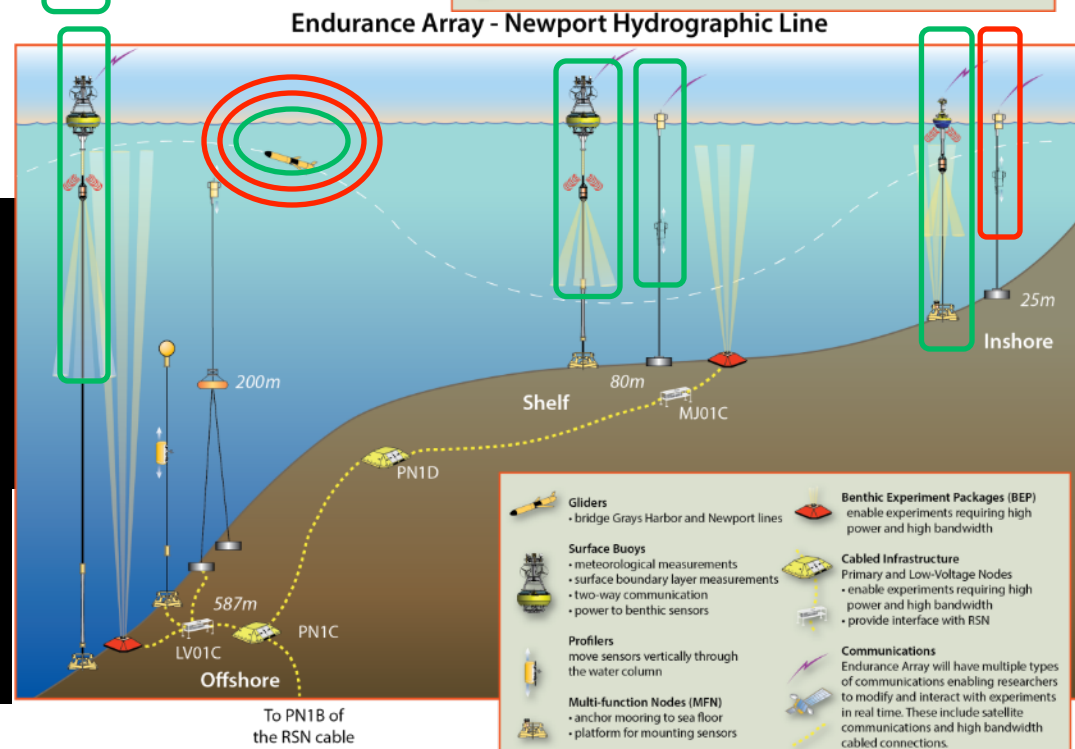 Endurance Array - Newport Hydrographic Line
200m
80m
25m
Inshore
Shelf
MJ01C
PN1D
587m
PN1C
LV01C
Offshore
To PN1B of
the RSN cable
Gliders
• bridge Grays Harbor and Newport lines
Surface Buoys
• meteorological measurements
• surface boundary layer measurements
• two-way communication
• power to benthic sensors
Profilers
move sensors vertically through
the water column
Multi-function Nodes (MFN)
• anchor mooring to sea floor
• platform for mounting sensors
Benthic Experiment Packages (BEP)
enable experiments requiring high
power and high bandwidth
Cabled Infrastructure
Primary and Low-Voltage Nodes
• enable experiments requiring high
power and high bandwidth
• provide interface with RSN
Communications
Endurance Array will have multiple types
of communications enabling researchers
to modify and interact with experiments
in real time. These include satellite
communications and high bandwidth
cabled connections.